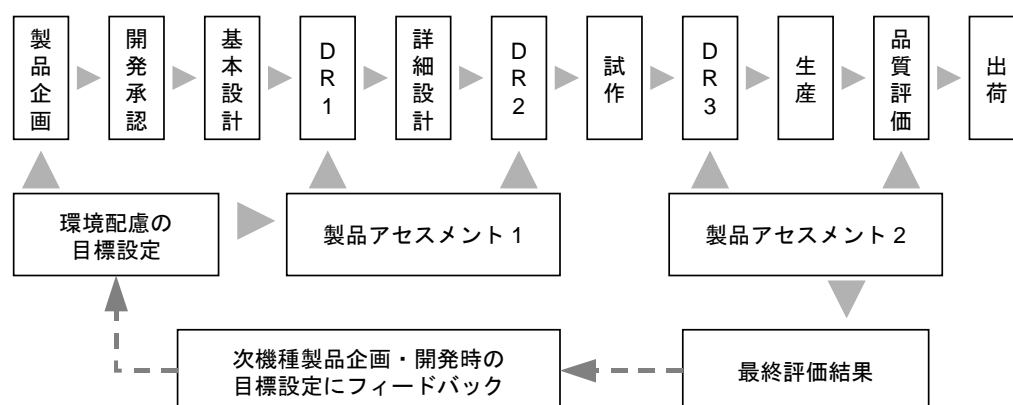 製品企画
開発承認
基本設計
DR1
詳細設計
DR2
試作
DR3
生産
品質評価
出荷
環境配慮の
目標設定
製品アセスメント 1
製品アセスメント 2
次機種製品企画・開発時の
目標設定にフィードバック
最終評価結果